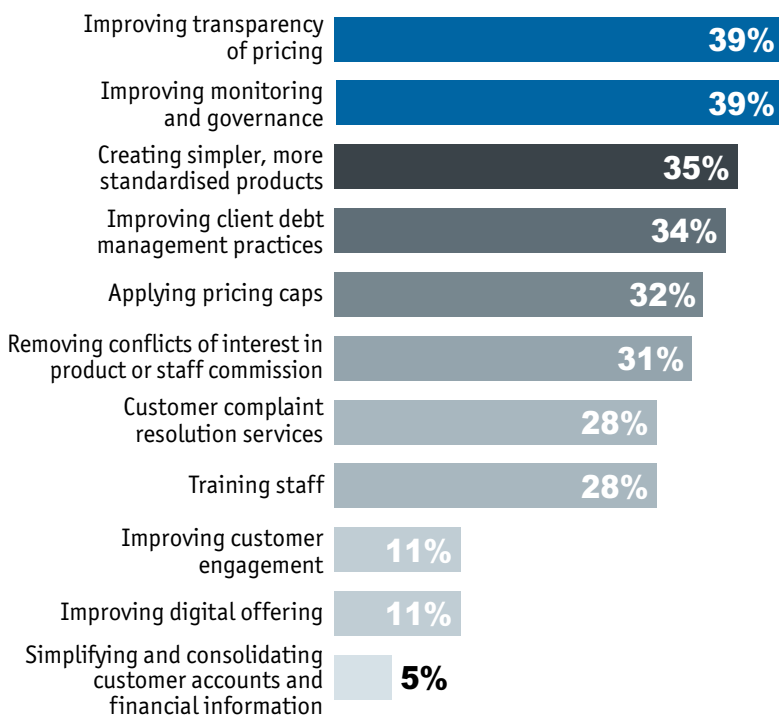 Improving transparency
of pricing
39%
Improving monitoring
and governance
39%
Creating simpler, more
standardised products
35%
Improving client debt
management practices
34%
Applying pricing caps
32%
Removing conflicts of interest in
product or staff commission
31%
Customer complaint
resolution services
28%
Training staff
28%
Improving customer
engagement
11%
Improving digital offering
11%
Simplifying and consolidating
customer accounts and
financial information
5%